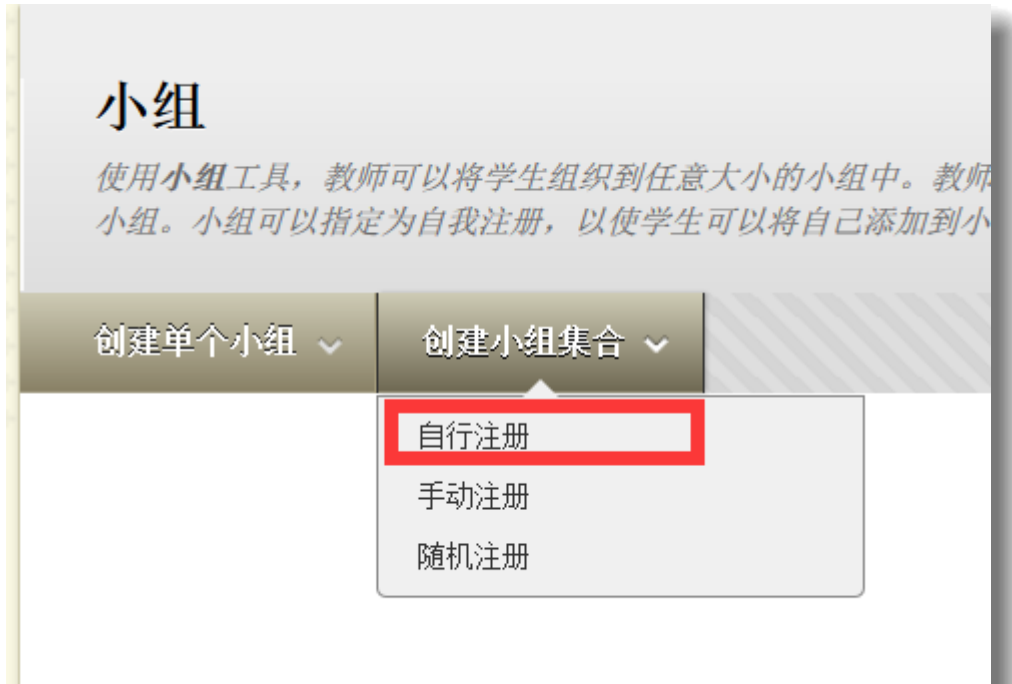 小组
使用小组工具，教师可以将学生组织到任意大小的小组中。教师
小组。小组可以指定为自我注册，以使学生可以将自己添加到小
创建单个小组
创建小组集合
自行注册
手动注册
随机注册